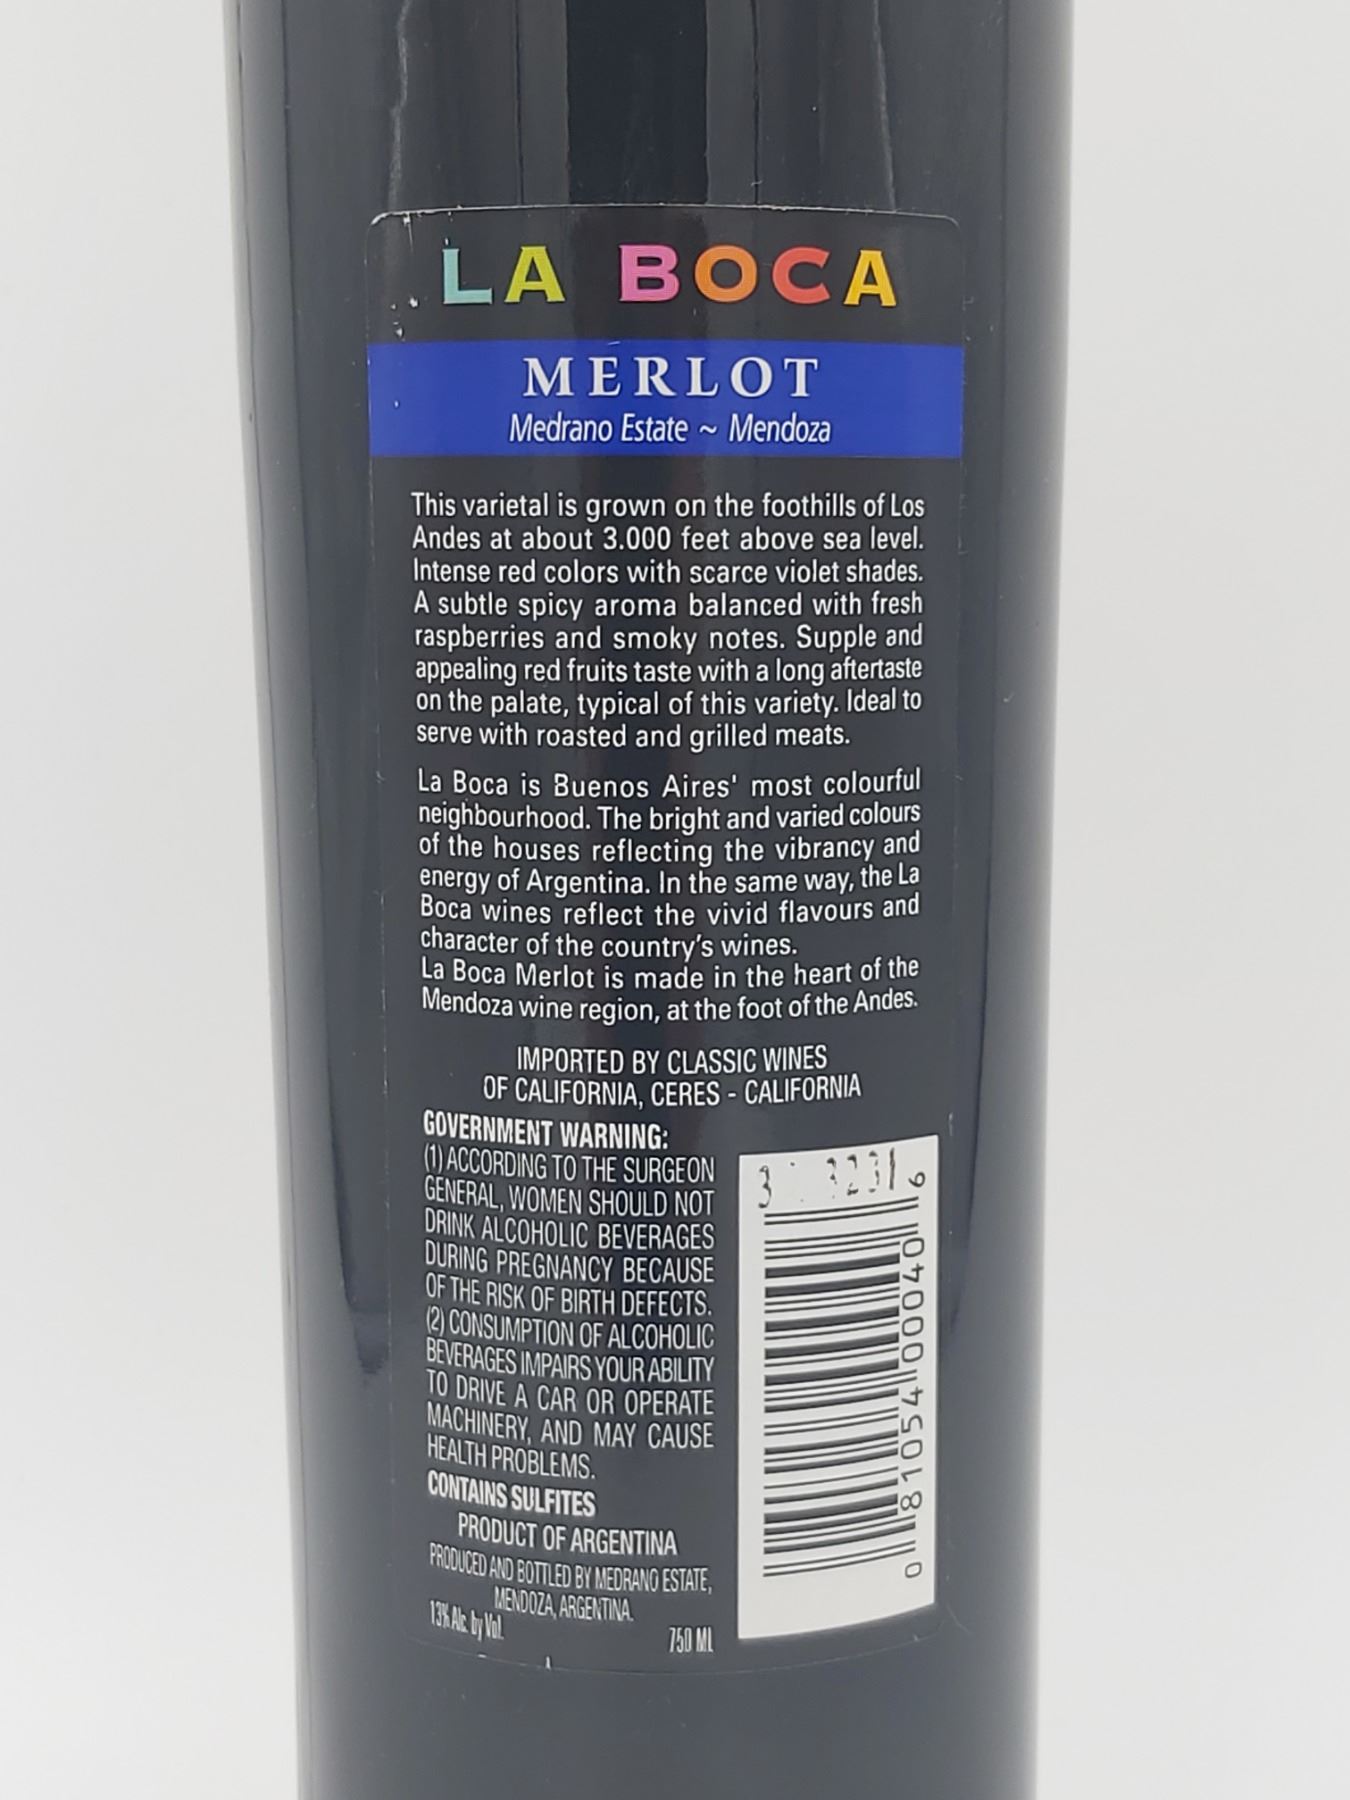 LA BOCA
MERLOT
Medrano Estate ~ Mendoza
This varietal is grown on the foothills of Los
Andes at about 3.000 feet above sea level.
Intense red colors with scarce violet shades.
A subtle spicy aroma balanced with fresh
raspberries and smoky notes. Supple and
appealing red fruits taste with a long aftertaste
on the palate, typical of this variety. Ideal to
serve with roasted and grilled meats.
La Boca is Buenos Aires' most colourful
neighbourhood. The bright and varied colours
of the houses reflecting the vibrancy and
energy of Argentina. In the same way, the La
Boca wines reflect the vivid flavours and
character of the country's wines.
La Boca Merlot is made in the heart of the
Mendoza wine region, at the foot of the Andes.
IMPORTED BY CLASSIC WINES
OF CALIFORNIA, CERES - CALIFORNIA
GOVERNMENT WARNING:
(1) ACCORDING TO THE SURGEON
GENERAL, WOMEN SHOULD NOT
DRINK ALCOHOLIC BEVERAGES
DURING PREGNANCY BECAUSE
OF THE RISK OF BIRTH DEFECTS.
(2) CONSUMPTION OF ALCOHOLIC
BEVERAGES IMPAIRS YOUR ABILITY
TO DRIVE A CAR OR OPERATE
MACHINERY, AND MAY CAUSE
HEALTH PROBLEMS.
CONTAINS SULFITES
PRODUCT OF ARGENTINA
PRODUCED AND BOTTLED BY MEDRANO ESTATE,
MENDOZA, ARGENTINA.
13% Alc. by Vol.
750 ML
0 81054 00040 6